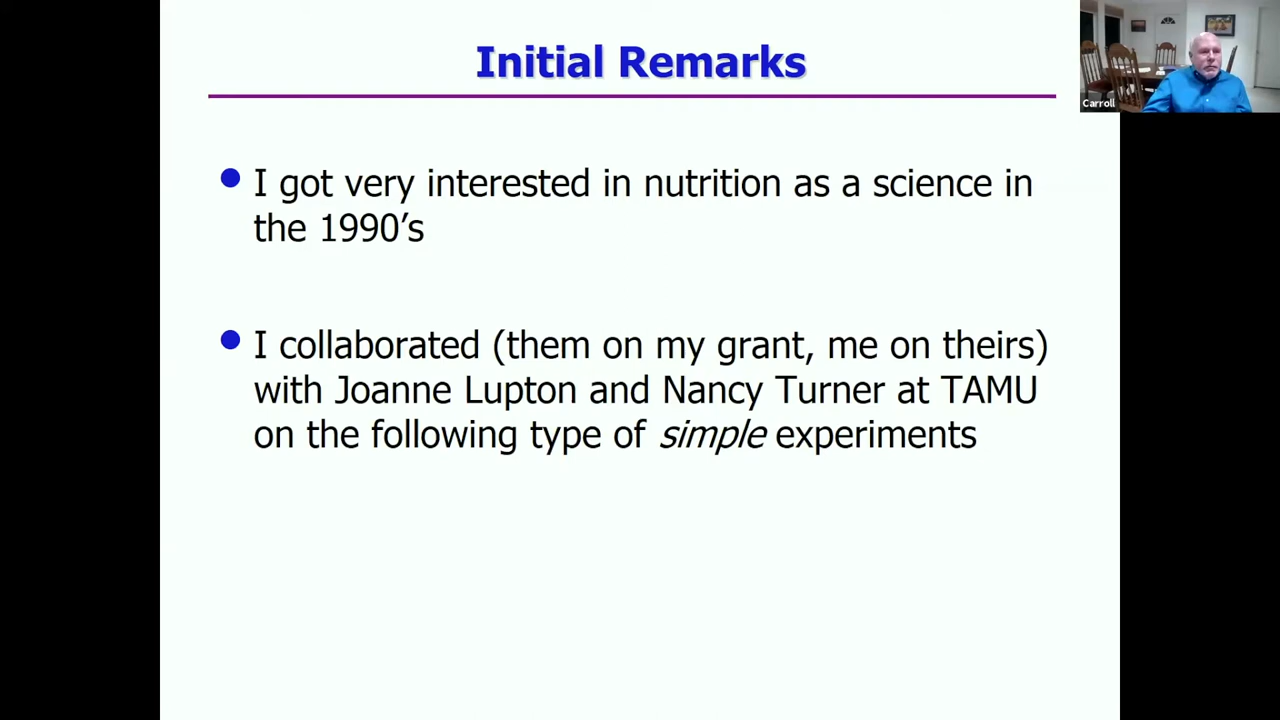 Initial Remarks
Carroll
I got very interested in nutrition as a science in
the 1990’s
I collaborated (them on my grant, me on theirs)
with Joanne Lupton and Nancy Turner at TAMU
on the following type of simple experiments